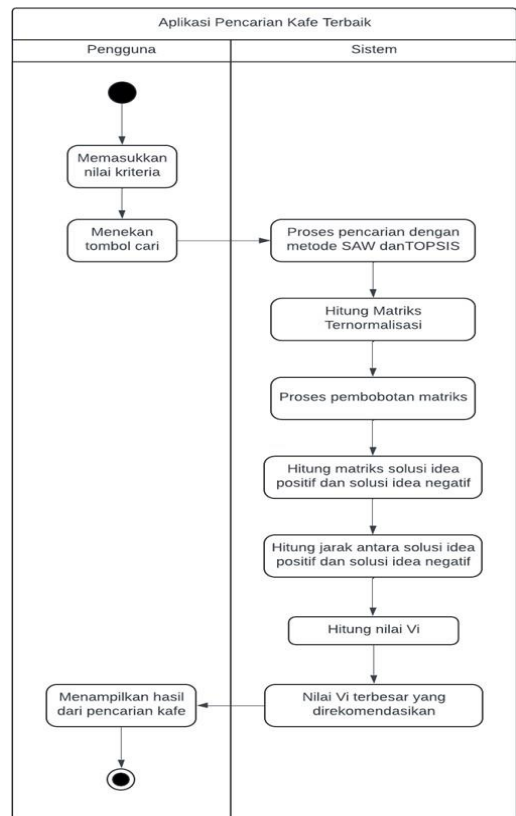 Aplikasi Pencarian Kafe Terbaik
Pengguna
Sistem
Memasukkan
nilai kriteria
Menekan
tombol cari
Proses pencarian dengan
metode SAW danTOPSIS
Hitung Matriks
Ternormalisasi
Proses pembobotan matriks
Hitung matriks solusi idea
positif dan solusi idea negatif
Hitung jarak antara solusi idea
positif dan solusi idea negatif
Hitung nilai Vi
Nilai Vi terbesar yang
direkomendasikan
Menampilkan hasil
dari pencarian kafe